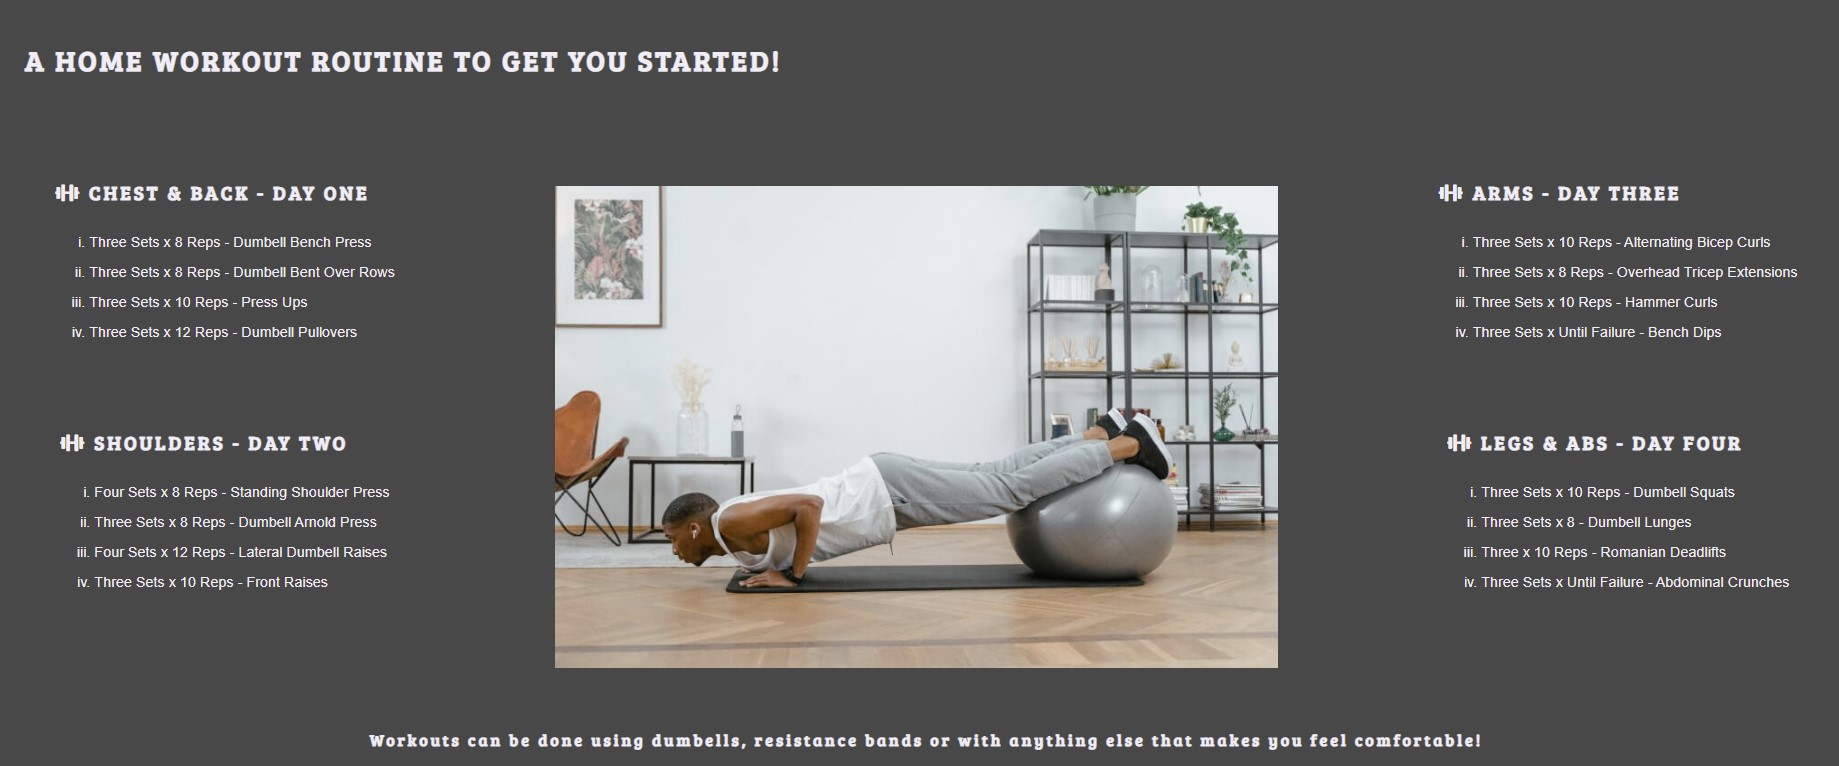 A HOME WORKOUT ROUTINE TO GET YOU STARTED!
CHEST & BACK - DAY ONE
i. Three Sets x 8 Reps - Dumbell Bench Press
ii. Three Sets x 8 Reps - Dumbell Bent Over Rows
iii. Three Sets x 10 Reps - Press Ups
iv. Three Sets x 12 Reps - Dumbell Pullovers
SHOULDERS - DAY TWO
i. Four Sets x 8 Reps - Standing Shoulder Press
ii. Three Sets x 8 Reps - Dumbell Arnold Press
iii. Four Sets x 12 Reps - Lateral Dumbell Raises
iv. Three Sets x 10 Reps - Front Raises
ARMS - DAY THREE
i. Three Sets x 10 Reps - Alternating Bicep Curls
ii. Three Sets x 8 Reps - Overhead Tricep Extensions
iii. Three Sets x 10 Reps - Hammer Curls
iv. Three Sets x Until Failure - Bench Dips
LEGS & ABS - DAY FOUR
i. Three Sets x 10 Reps - Dumbell Squats
ii. Three Sets x 8 - Dumbell Lunges
iii. Three x 10 Reps - Romanian Deadlifts
iv. Three Sets x Until Failure - Abdominal Crunches
Workouts can be done using dumbells, resistance bands or with anything else that makes you feel comfortable!